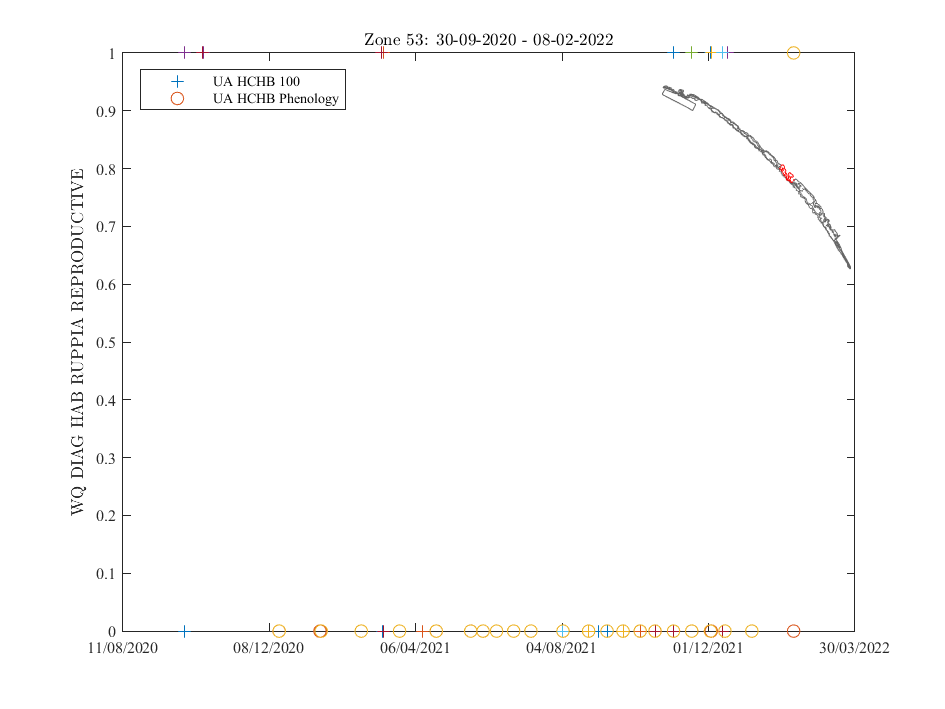 Zone 53: 30-09-2020 - 08-02-2022
UA HCHB 100
UA HCHB Phenology
WQ DIAG HAB RUPPIA REPRODUCTIVE
1
0.9
0.8
0.7
0.6
0.5
0.4
0.3
0.2
0.1
0
11/08/2020 08/12/2020 06/04/2021 04/08/2021 01/12/2021 30/03/2022